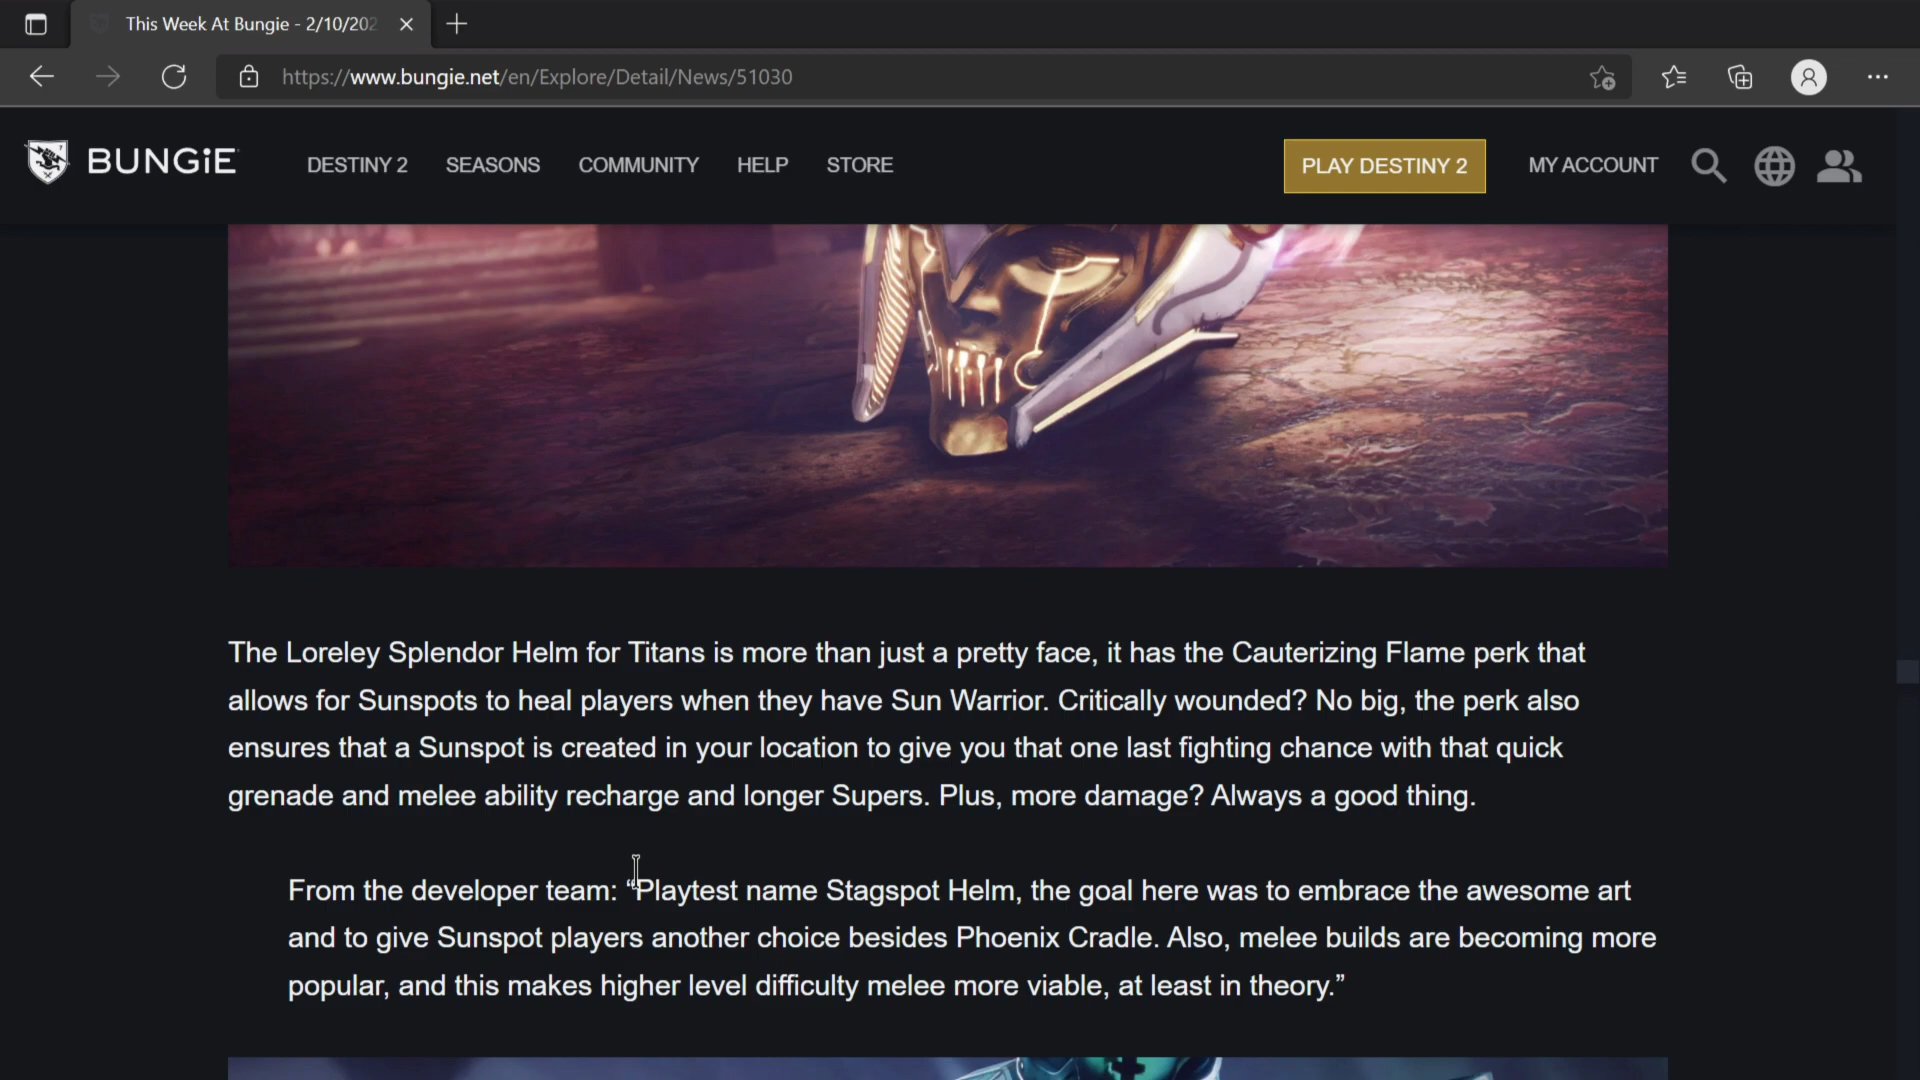 This Week At Bungie - 2/10/202
https://www.bungie.net/en/Explore/Detail/News/51030
BUNGiE
DESTINY 2 SEASONS COMMUNITY HELP STORE PLAY DESTINY 2 MY ACCOUNT
The Loreley Splendor Helm for Titans is more than just a pretty face, it has the Cauterizing Flame perk that
allows for Sunspots to heal players when they have Sun Warrior. Critically wounded? No big, the perk also
ensures that a Sunspot is created in your location to give you that one last fighting chance with that quick
grenade and melee ability recharge and longer Supers. Plus, more damage? Always a good thing.
From the developer team: “Playtest name Stagspot Helm, the goal here was to embrace the awesome art
and to give Sunspot players another choice besides Phoenix Cradle. Also, melee builds are becoming more
popular, and this makes higher level difficulty melee more viable, at least in theory.”